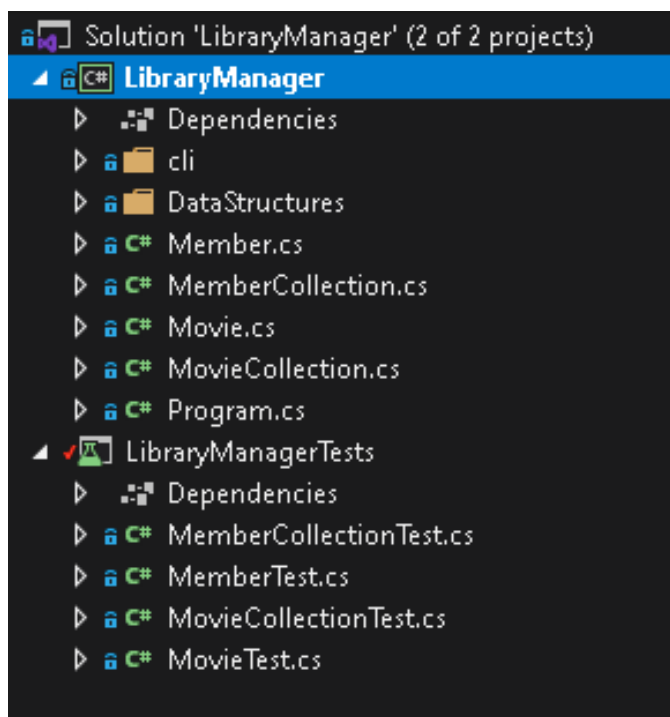 Solution 'LibraryManager' (2 of 2 projects)
C# LibraryManager
Dependencies
cli
DataStructures
C# Member.cs
C# MemberCollection.cs
C# Movie.cs
C# MovieCollection.cs
C# Program.cs
LibraryManagerTests
Dependencies
C# MemberCollectionTest.cs
C# MemberTest.cs
C# MovieCollectionTest.cs
C# MovieTest.cs